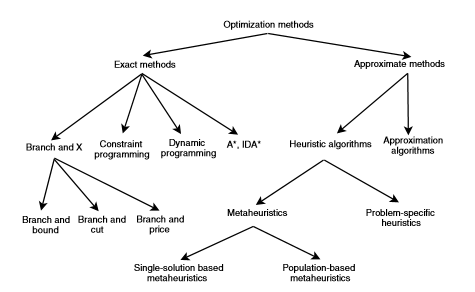 Optimization methods
Exact methods
Approximate methods
Branch and X
Constraint
programming
Dynamic
programming
A*, IDA*
Heuristic algorithms
Approximation
algorithms
Branch and
bound
Branch and
cut
Branch and
price
Metaheuristics
Problem-specific
heuristics
Single-solution based
metaheuristics
Population-based
metaheuristics